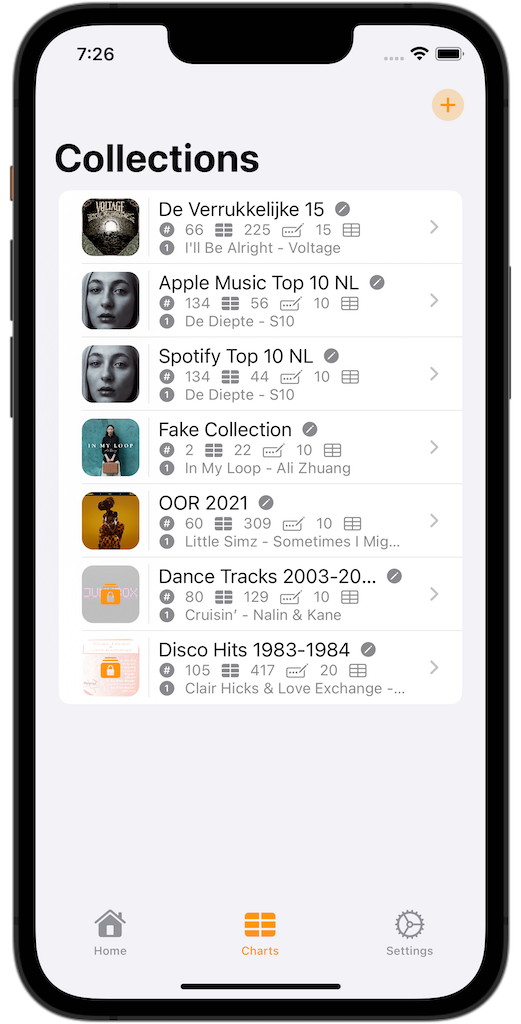 7:26
Collections
VOLTAGE
De Verrukkelijke 15
# 66 225 15
1 I'll Be Alright - Voltage
Apple Music Top 10 NL
# 134 56 10
1 De Diepte - S10
Spotify Top 10 NL
# 134 44 10
1 De Diepte - S10
IN MY LOOP
Fake Collection
# 2 22 10
1 In My Loop - Ali Zhuang
OOR 2021
# 60 309 10
1 Little Simz - Sometimes I Mig...
Dance Tracks 2003-20...
# 80 129 10
1 Cruisin' - Nalin & Kane
Disco Hits 1983-1984
# 105 417 20
1 Clair Hicks & Love Exchange -...
Home
Charts
Settings